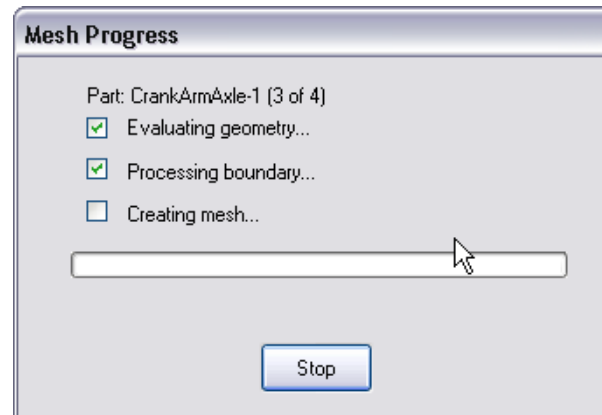 Mesh Progress
Part: CrankArmAxle-1 (3 of 4)
Evaluating geometry...
Processing boundary...
Creating mesh...
Stop